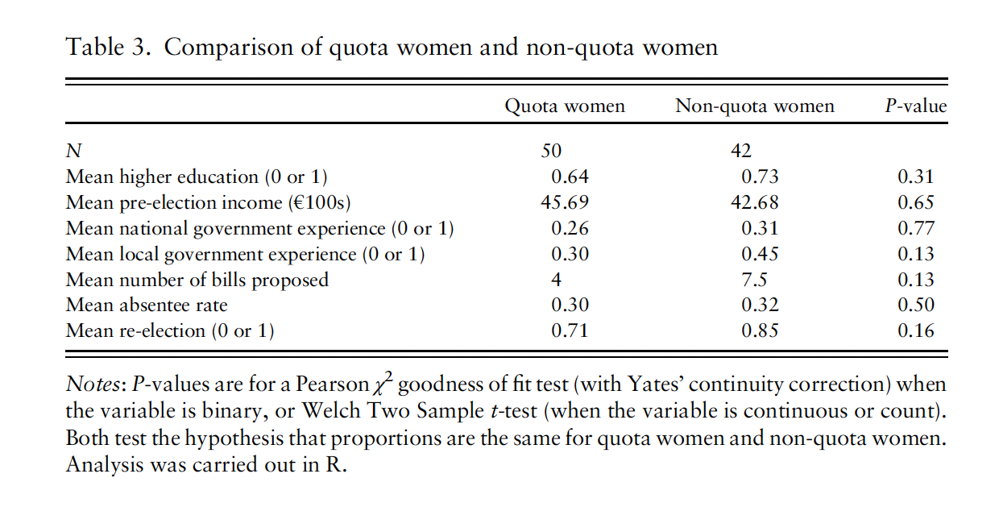 Table 3. Comparison of quota women and non-quota women
Quota women Non-quota women P-value
N 50 42
Mean higher education (0 or 1) 0.64 0.73 0.31
Mean pre-election income (€100s) 45.69 42.68 0.65
Mean national government experience (0 or 1) 0.26 0.31 0.77
Mean local government experience (0 or 1) 0.30 0.45 0.13
Mean number of bills proposed 4 7.5 0.13
Mean absentee rate 0.30 0.32 0.50
Mean re-election (0 or 1) 0.71 0.85 0.16
Notes: P-values are for a Pearson χ² goodness of fit test (with Yates’ continuity correction) when
the variable is binary, or Welch Two Sample t-test (when the variable is continuous or count).
Both test the hypothesis that proportions are the same for quota women and non-quota women.
Analysis was carried out in R.